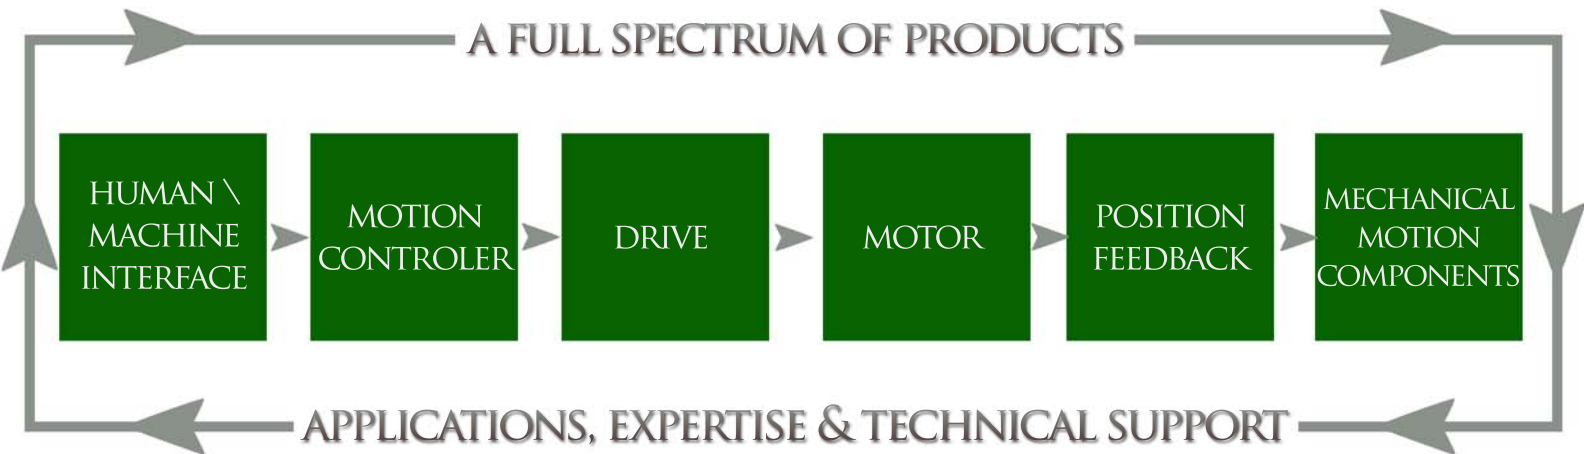 A FULL SPECTRUM OF PRODUCTS
HUMAN \
MACHINE
INTERFACE
MOTION
CONTROLER
DRIVE
MOTOR
POSITION
FEEDBACK
MECHANICAL
MOTION
COMPONENTS
APPLICATIONS, EXPERTISE & TECHNICAL SUPPORT